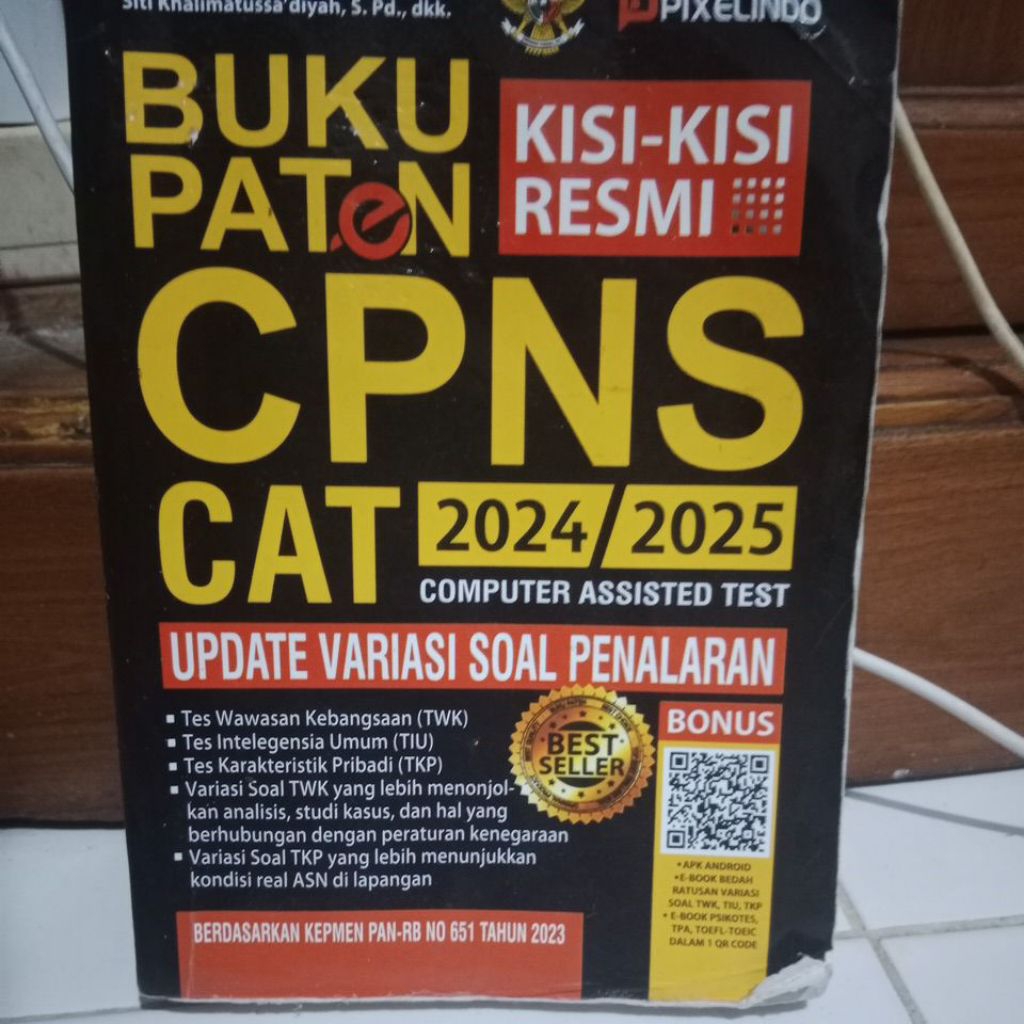 Siti Khalimatussa'diyah, S. Pd., dkk.
PIXELINDO
BUKU
PATeN
KISI-KISI
RESMI
CPNS
CAT
2024/2025
COMPUTER ASSISTED TEST
UPDATE VARIASI SOAL PENALARAN
▪ Tes Wawasan Kebangsaan (TWK)
▪ Tes Intelegensia Umum (TIU)
▪ Tes Karakteristik Pribadi (TKP)
▪ Variasi Soal TWK yang lebih menonjol-
kan analisis, studi kasus, dan hal yang
berhubungan dengan peraturan kenegaraan
▪ Variasi Soal TKP yang lebih menunjukkan
kondisi real ASN di lapangan
BEST
SELLER
BONUS
• APK ANDROID
• E-BOOK BEDAH
RATUSAN VARIASI
SOAL TWK, TIU, TKP
• E-BOOK PSIKOTES,
TPA, TOEFL-TOEIC
DALAM 1 QR CODE
BERDASARKAN KEPMEN PAN-RB NO 651 TAHUN 2023